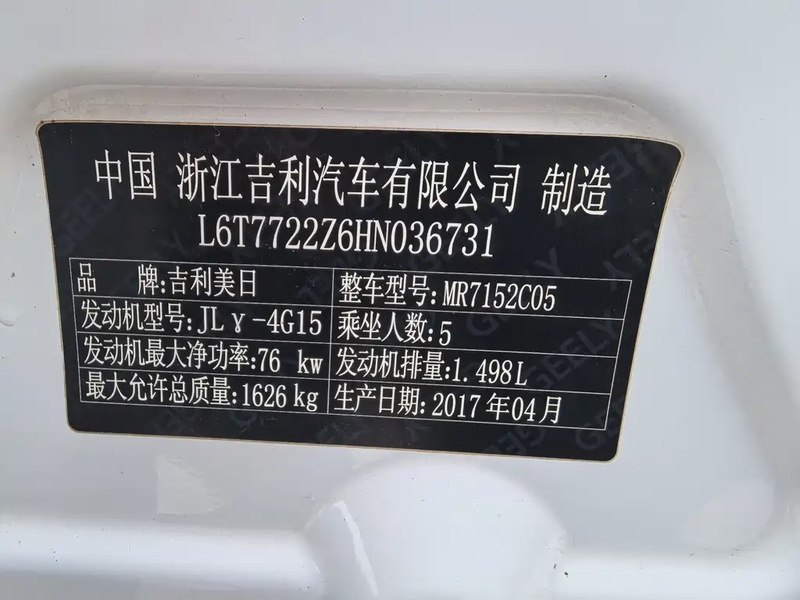 中国 浙江吉利汽车有限公司 制造
L6T7722Z6HN036731
品 牌:吉利美日 整车型号:MR7152C05
发动机型号:JLγ-4G15 乘坐人数:5
发动机最大净功率:76 kw 发动机排量:1.498L
最大允许总质量:1626kg 生产日期:2017年04月
GEELY